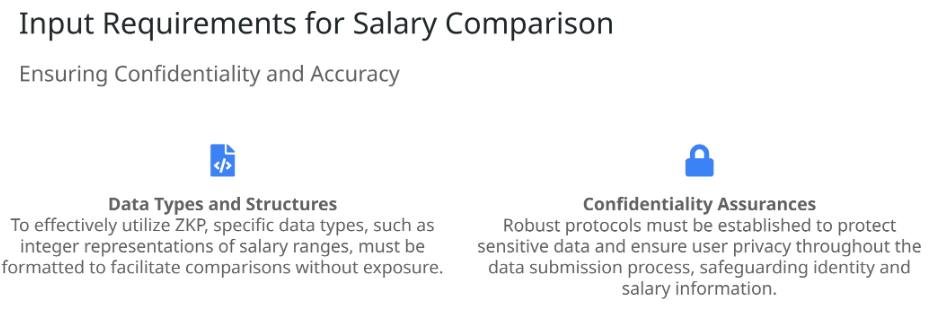 Input Requirements for Salary Comparison
Ensuring Confidentiality and Accuracy
</>
Data Types and Structures
To effectively utilize ZKP, specific data types, such as
integer representations of salary ranges, must be
formatted to facilitate comparisons without exposure.
Confidentiality Assurances
Robust protocols must be established to protect
sensitive data and ensure user privacy throughout the
data submission process, safeguarding identity and
salary information.